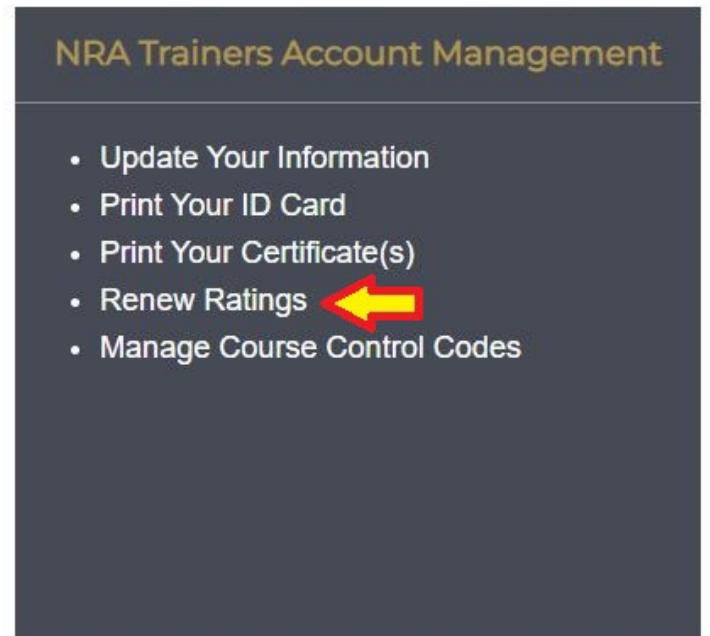 NRA Trainers Account Management
• Update Your Information
• Print Your ID Card
• Print Your Certificate(s)
• Renew Ratings
• Manage Course Control Codes